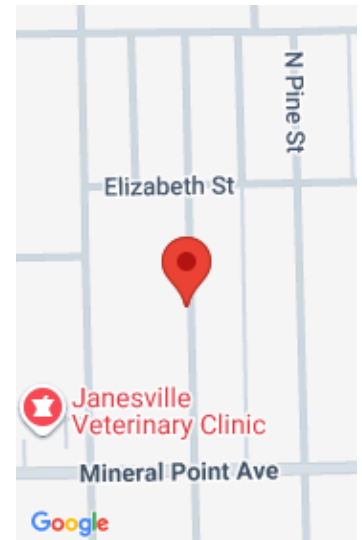 N Pine St
Elizabeth St
Janesville
Veterinary Clinic
Mineral Point Ave
Google